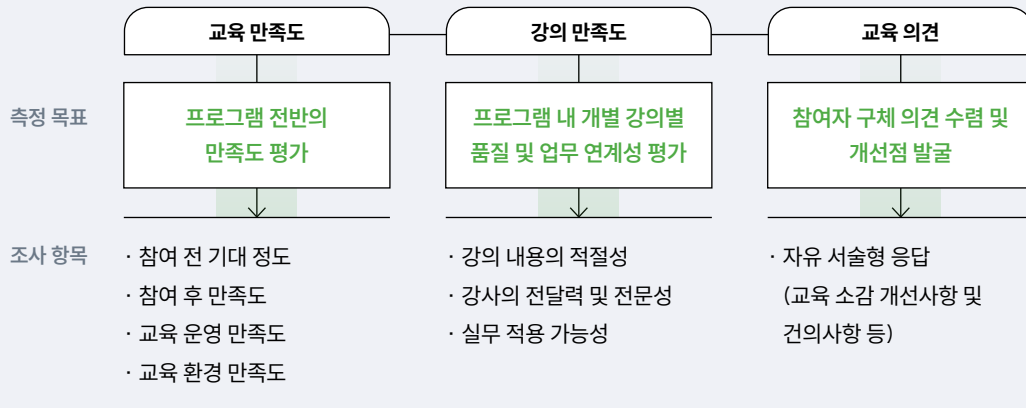 교육 만족도
강의 만족도
교육 의견
측정 목표
프로그램 전반의
만족도 평가
프로그램 내 개별 강의별
품질 및 업무 연계성 평가
참여자 구체 의견 수렴 및
개선점 발굴
조사 항목
· 참여 전 기대 정도
· 참여 후 만족도
· 교육 운영 만족도
· 교육 환경 만족도
· 강의 내용의 적절성
· 강사의 전달력 및 전문성
· 실무 적용 가능성
· 자유 서술형 응답
(교육 소감 개선사항 및
건의사항 등)